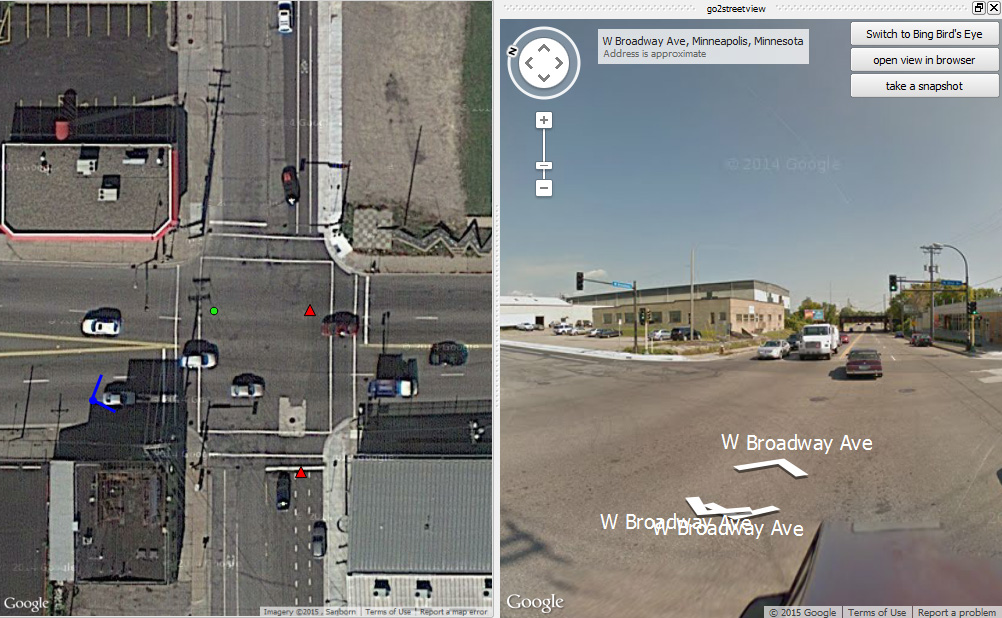 go2streetview
W Broadway Ave, Minneapolis, Minnesota
Address is approximate
Switch to Bing Bird's Eye
open view in browser
take a snapshot
N
© 2014 Google
W Broadway Ave
W Broadway Ave
W Broadway Ave
Google
Imagery ©2015 , Sanborn
Terms of Use
Report a map error
Google
© 2015 Google
Terms of Use
Report a problem